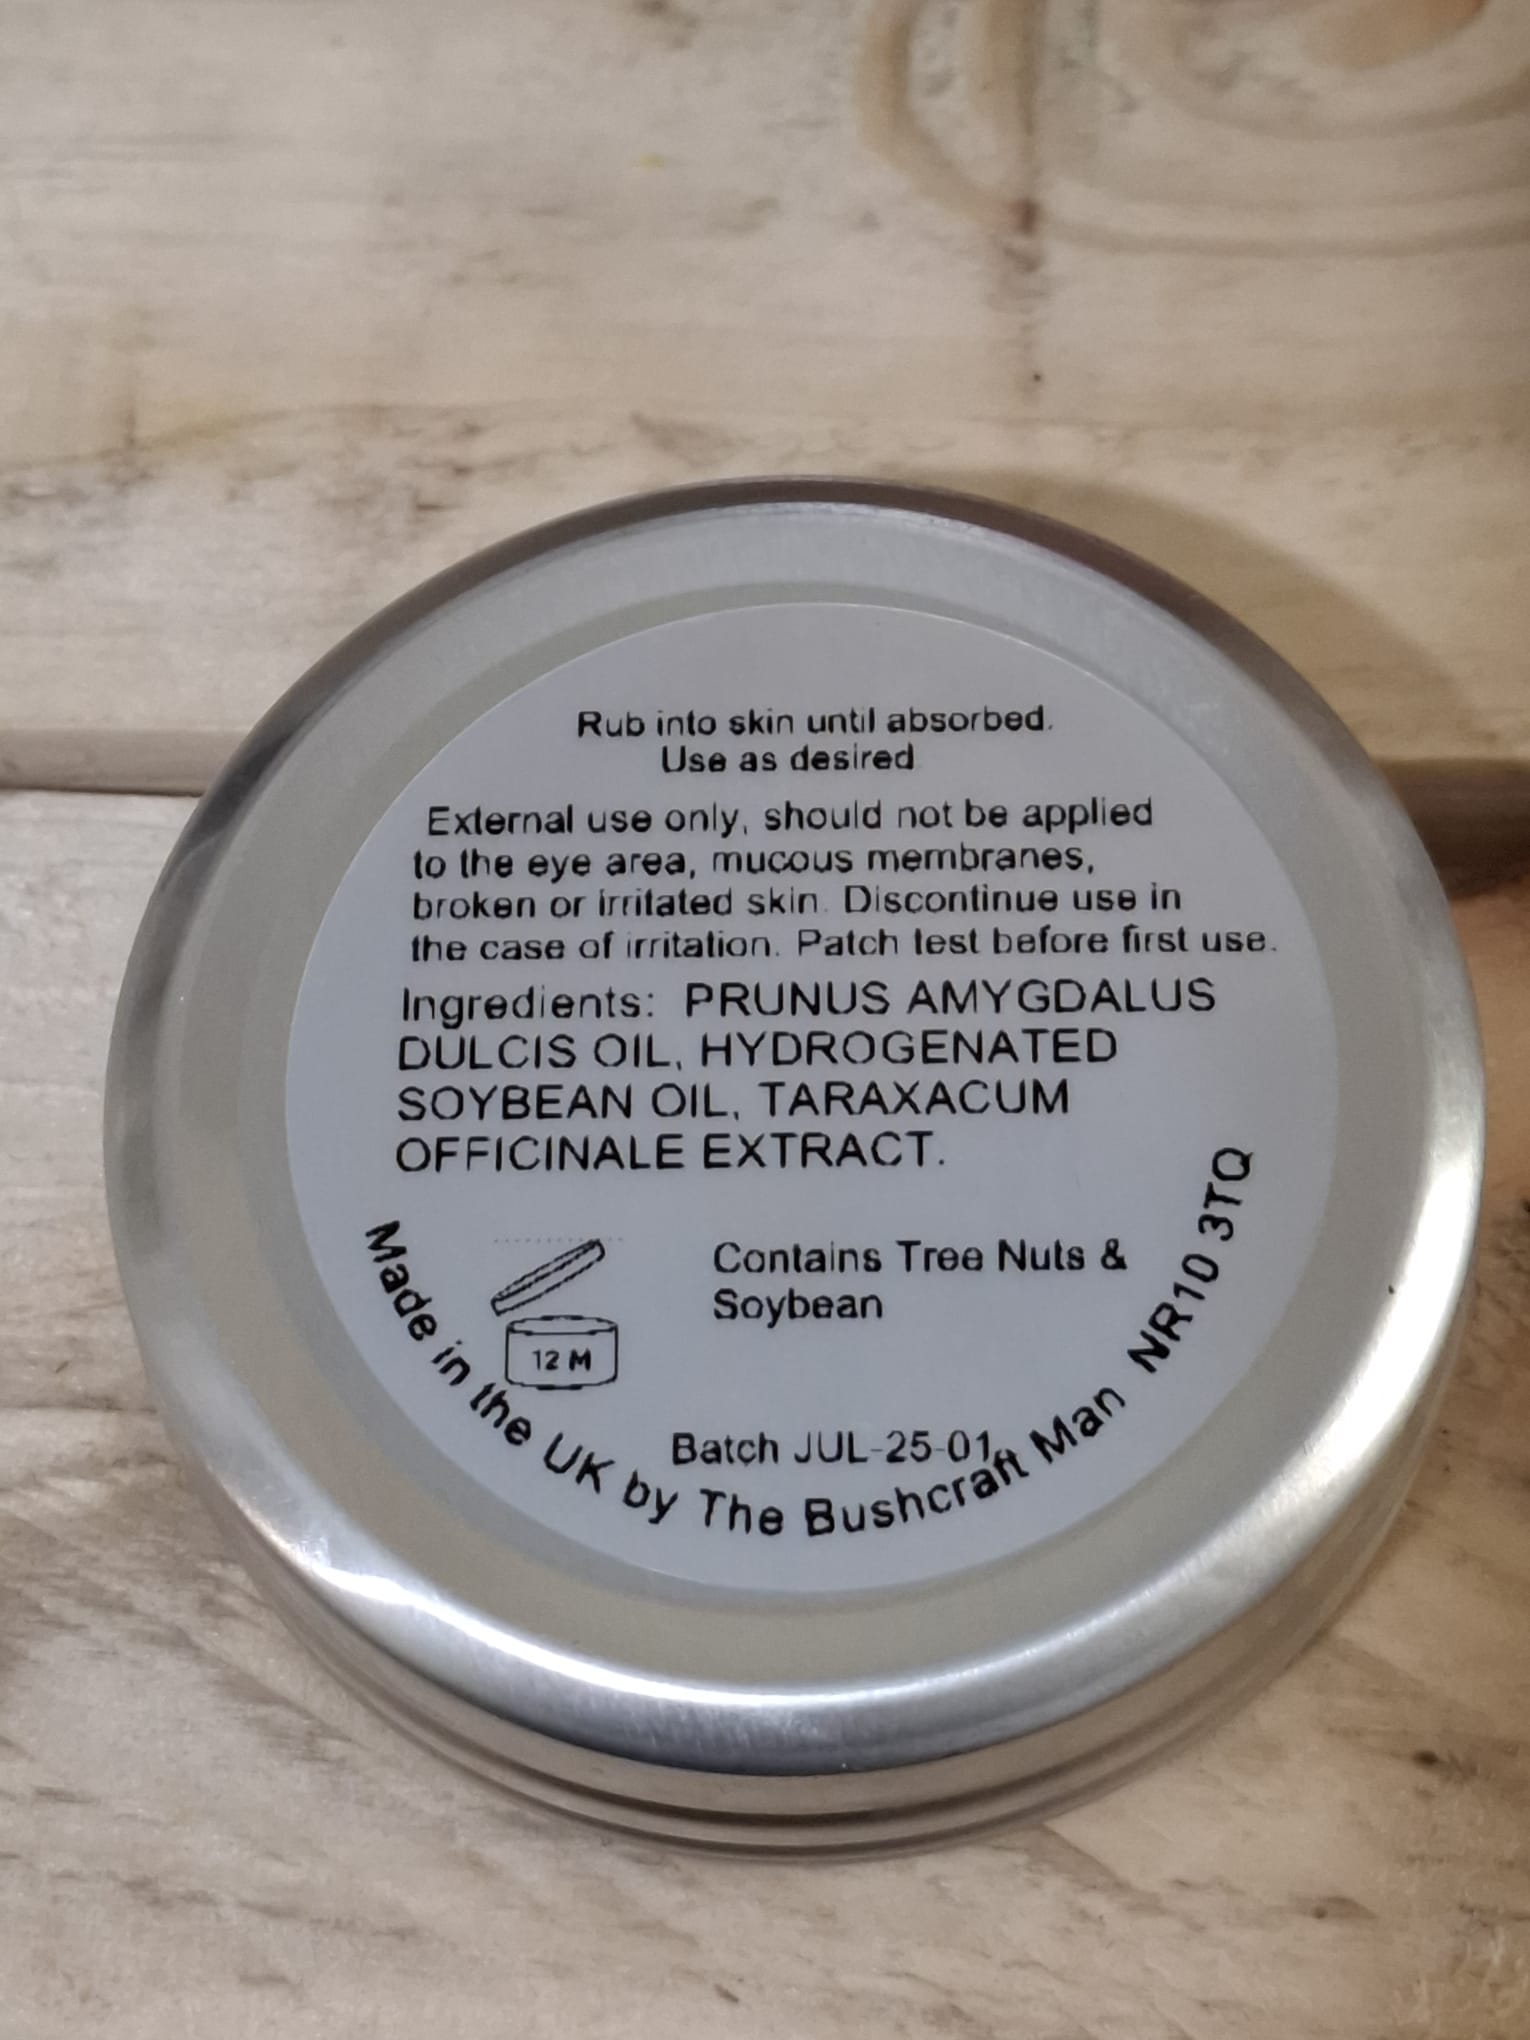 Rub into skin until absorbed.
Use as desired
External use only, should not be applied
to the eye area, mucous membranes,
broken or irritated skin. Discontinue use in
the case of irritation. Patch test before first use.
Ingredients: PRUNUS AMYGDALUS
DULCIS OIL, HYDROGENATED
SOYBEAN OIL, TARAXACUM
OFFICINALE EXTRACT.
Contains Tree Nuts &
Soybean
12 M
Batch JUL-25-01
Made in the UK by The Bushcraft Man NR10 3TQ